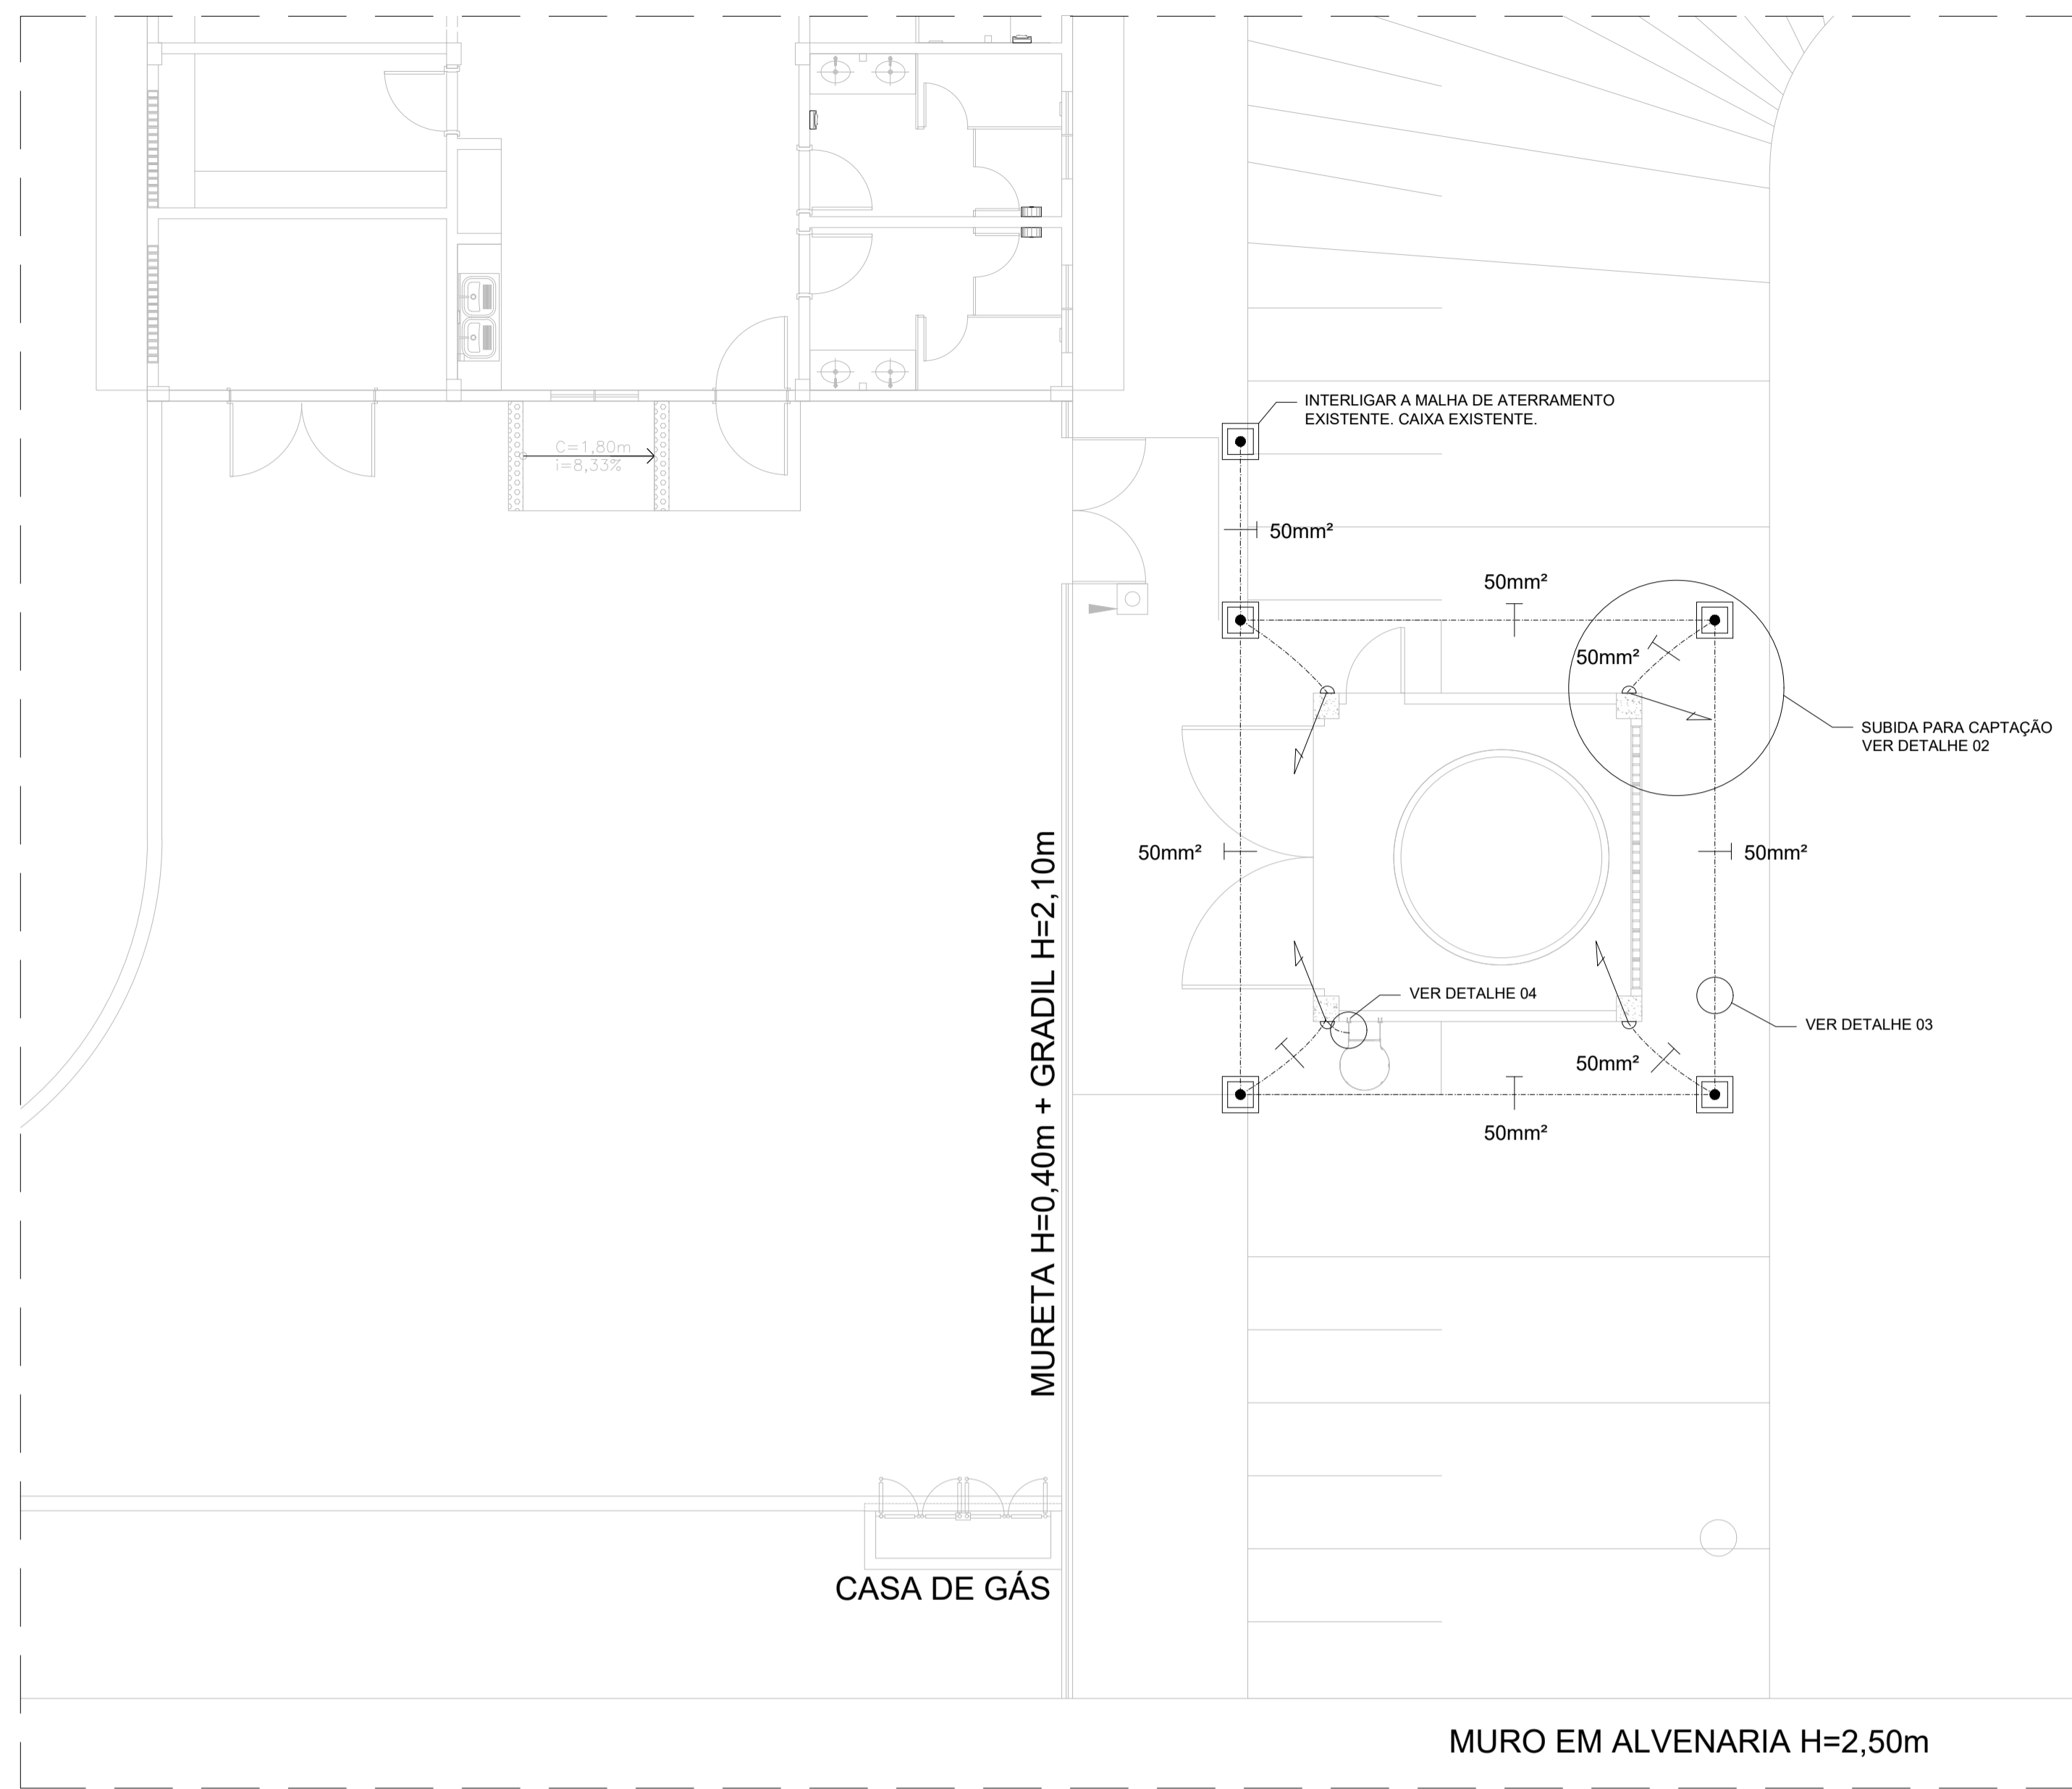 INTERLIGAR A MALHA DE ATERRAMENTO
EXISTENTE. CAIXA EXISTENTE.
C=1,80m
i=8,33%
50mm²
50mm²
50mm²
SUBIDA PARA CAPTAÇÃO
VER DETALHE 02
50mm²
50mm²
MURETA H=0,40m + GRADIL H=2,10m
VER DETALHE 04
VER DETALHE 03
50mm²
50mm²
CASA DE GÁS
MURO EM ALVENARIA H=2,50m